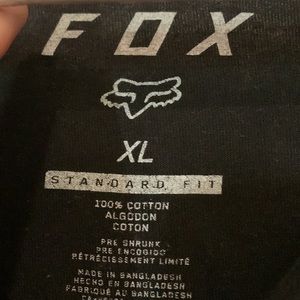 FOX
XL
STANDARD FIT
100% COTTON
ALGODON
COTON
PRE SHRUNK
PRE ENCOGIDO
RÉTRÉCISSEMENT LIMITÉ
MADE IN BANGLADESH
HECHO EN BANGLADESH
FABRIQUÉ AU BANGLADESH